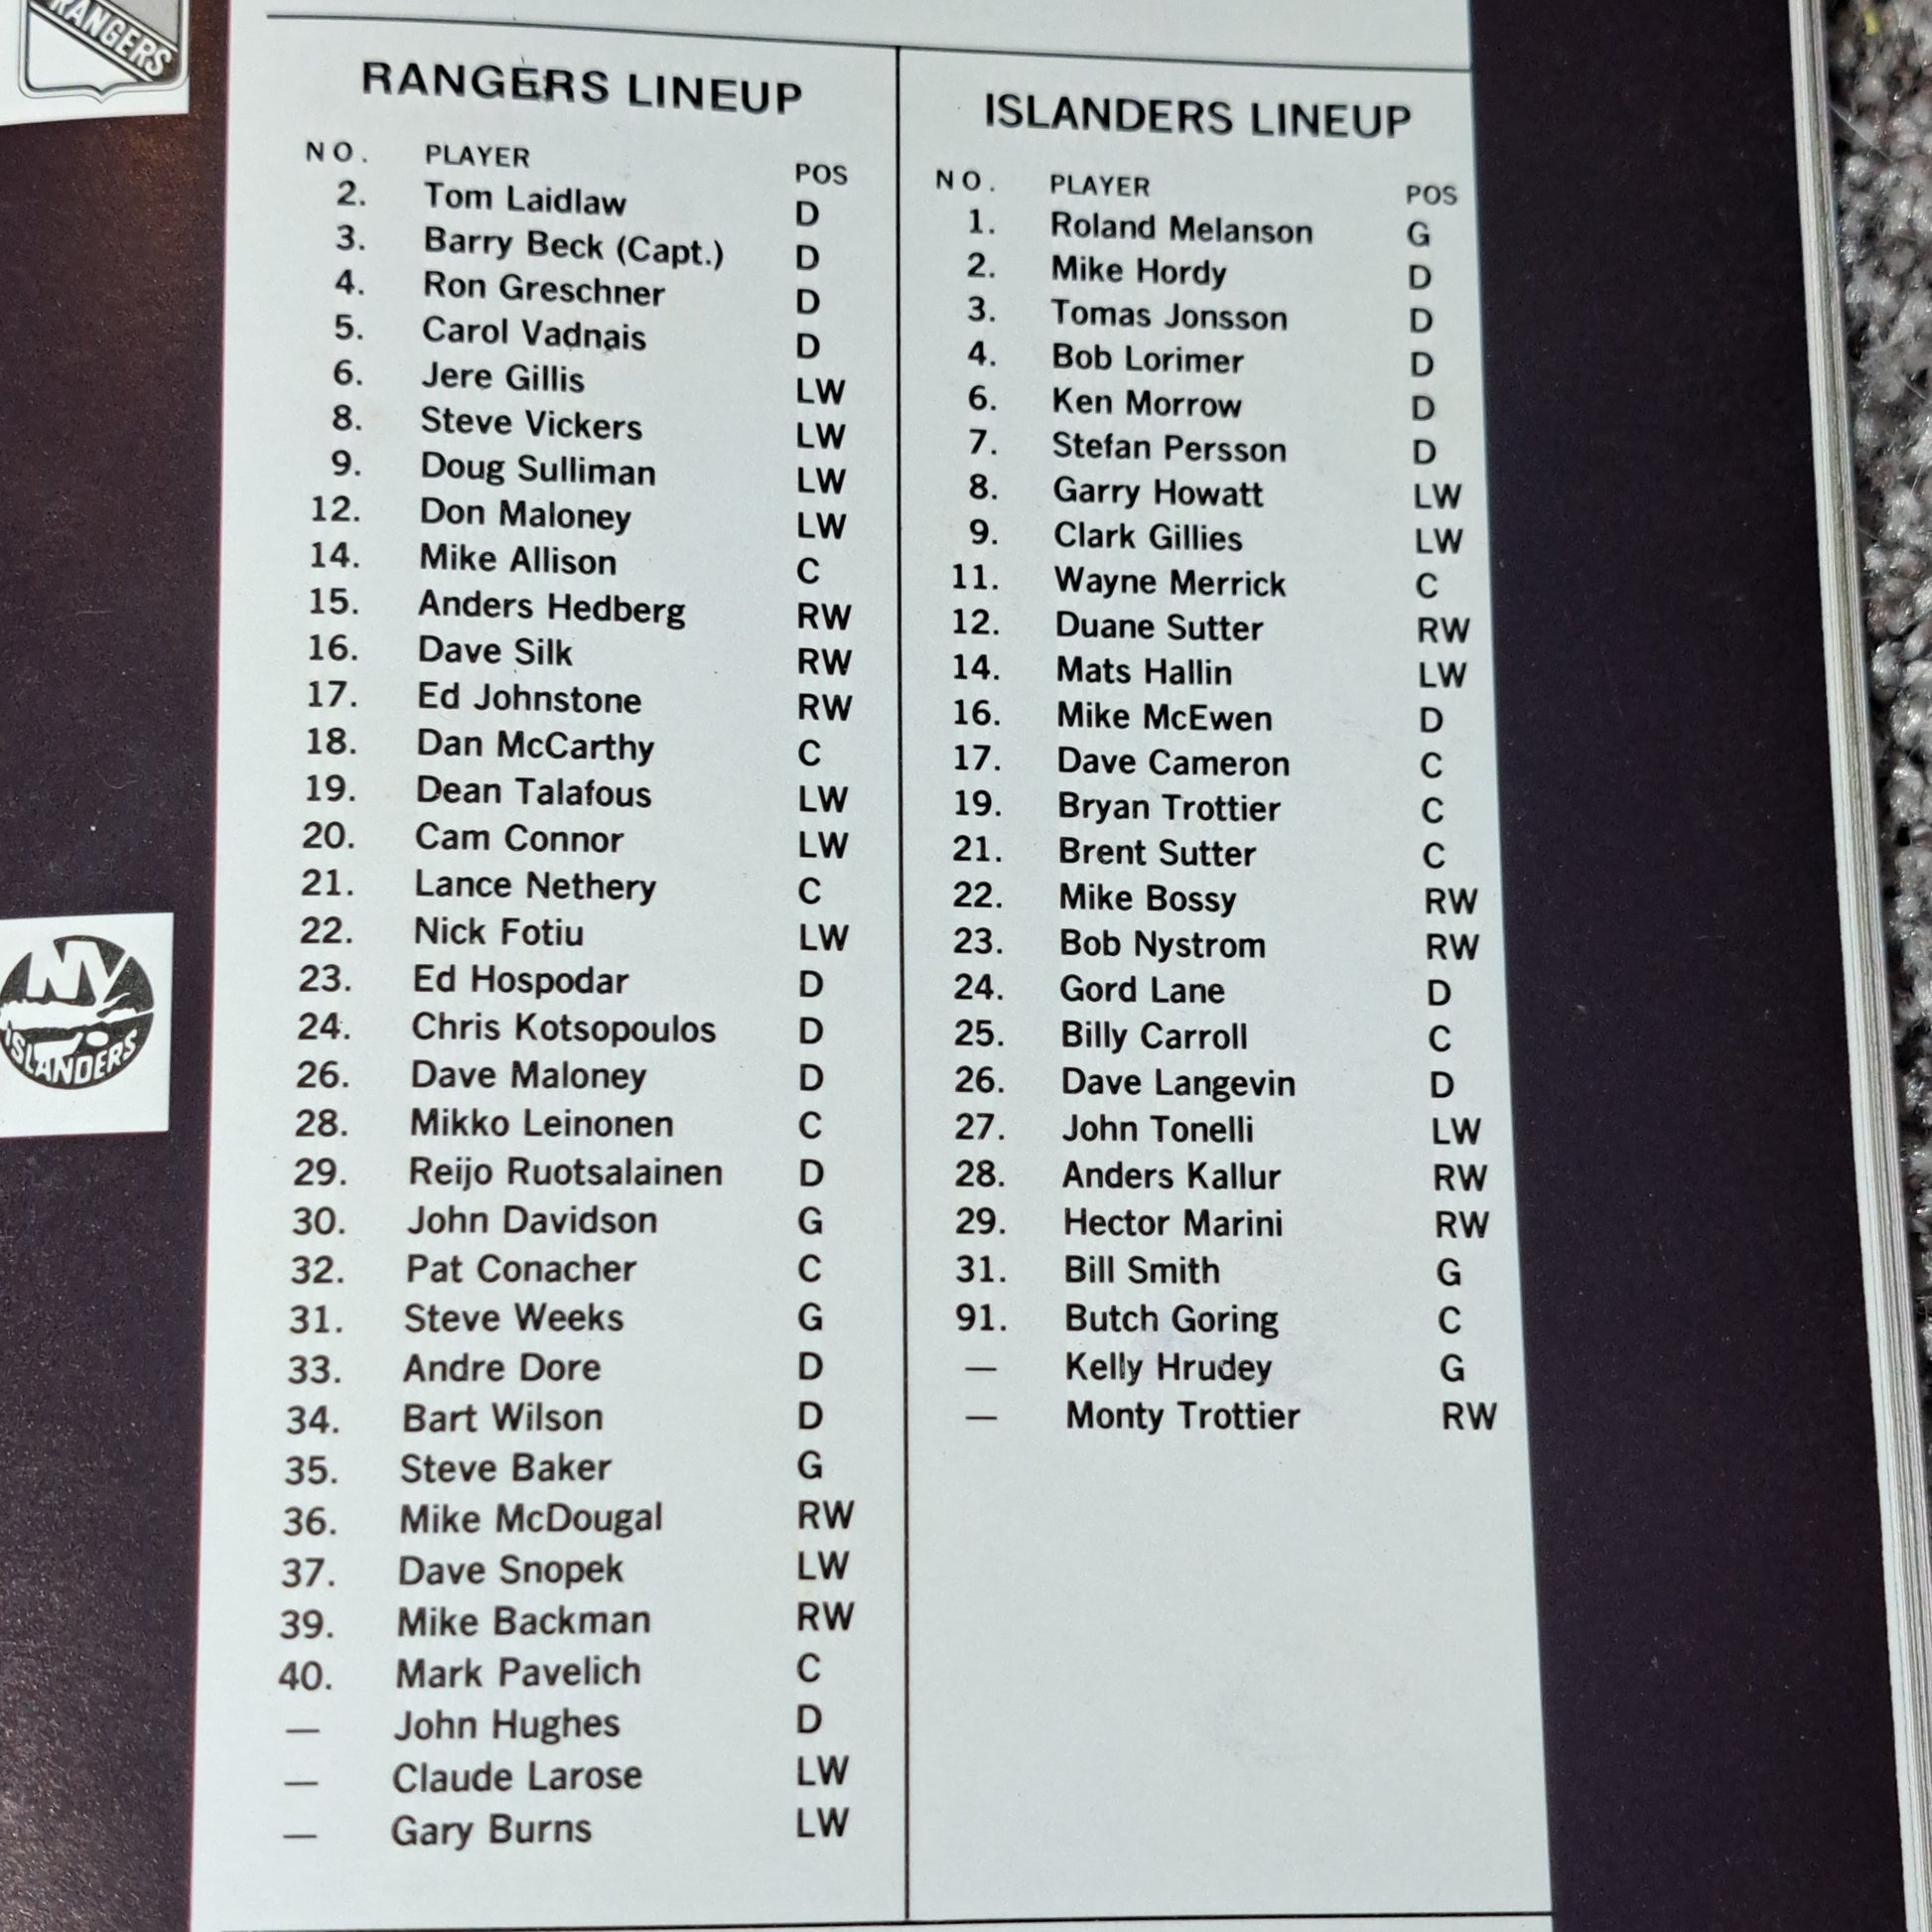 RANGERS
RANGERS LINEUP
NO. PLAYER POS
2. Tom Laidlaw D
3. Barry Beck (Capt.) D
4. Ron Greschner D
5. Carol Vadnais D
6. Jere Gillis LW
8. Steve Vickers LW
9. Doug Sulliman LW
12. Don Maloney LW
14. Mike Allison C
15. Anders Hedberg RW
16. Dave Silk RW
17. Ed Johnstone RW
18. Dan McCarthy C
19. Dean Talafous LW
20. Cam Connor LW
21. Lance Nethery C
22. Nick Fotiu LW
23. Ed Hospodar D
24. Chris Kotsopoulos D
26. Dave Maloney D
28. Mikko Leinonen C
29. Reijo Ruotsalainen D
30. John Davidson G
32. Pat Conacher C
31. Steve Weeks G
33. Andre Dore D
34. Bart Wilson D
35. Steve Baker G
36. Mike McDougal RW
37. Dave Snopek LW
39. Mike Backman RW
40. Mark Pavelich C
— John Hughes D
— Claude Larose LW
— Gary Burns LW
ISLANDERS LINEUP
NO. PLAYER POS
1. Roland Melanson G
2. Mike Hordy D
3. Tomas Jonsson D
4. Bob Lorimer D
6. Ken Morrow D
7. Stefan Persson D
8. Garry Howatt LW
9. Clark Gillies LW
11. Wayne Merrick C
12. Duane Sutter RW
14. Mats Hallin LW
16. Mike McEwen D
17. Dave Cameron C
19. Bryan Trottier C
21. Brent Sutter C
22. Mike Bossy RW
23. Bob Nystrom RW
24. Gord Lane D
25. Billy Carroll C
26. Dave Langevin D
27. John Tonelli LW
28. Anders Kallur RW
29. Hector Marini RW
31. Bill Smith G
91. Butch Goring C
— Kelly Hrudey G
— Monty Trottier RW
NY
ISLANDERS